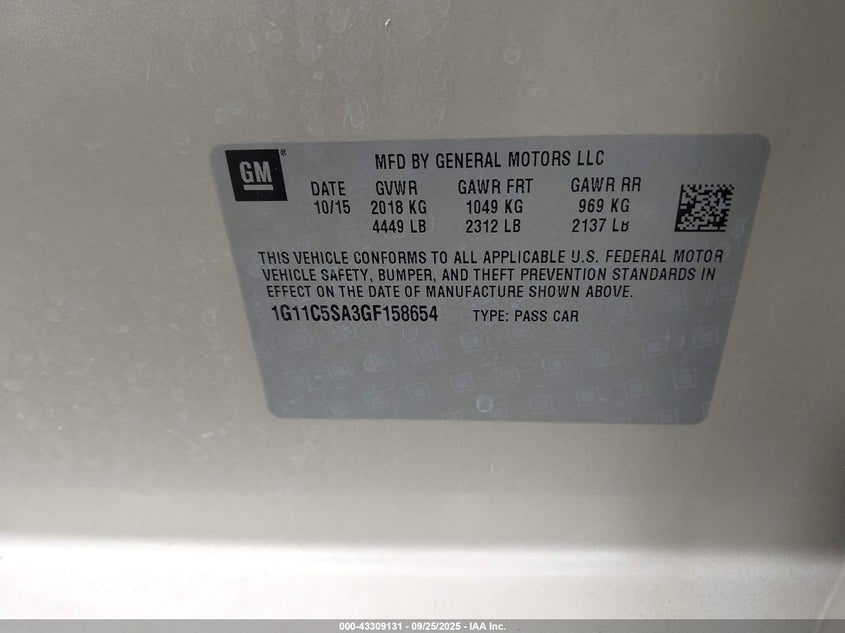 GM
MFD BY GENERAL MOTORS LLC
DATE GVWR GAWR FRT GAWR RR
10/15 2018 KG 1049 KG 969 KG
4449 LB 2312 LB 2137 LB
THIS VEHICLE CONFORMS TO ALL APPLICABLE U.S. FEDERAL MOTOR
VEHICLE SAFETY, BUMPER, AND THEFT PREVENTION STANDARDS IN
EFFECT ON THE DATE OF MANUFACTURE SHOWN ABOVE.
1G11C5SA3GF158654 TYPE: PASS CAR
000-43309131 - 09/25/2025 - IAA Inc.